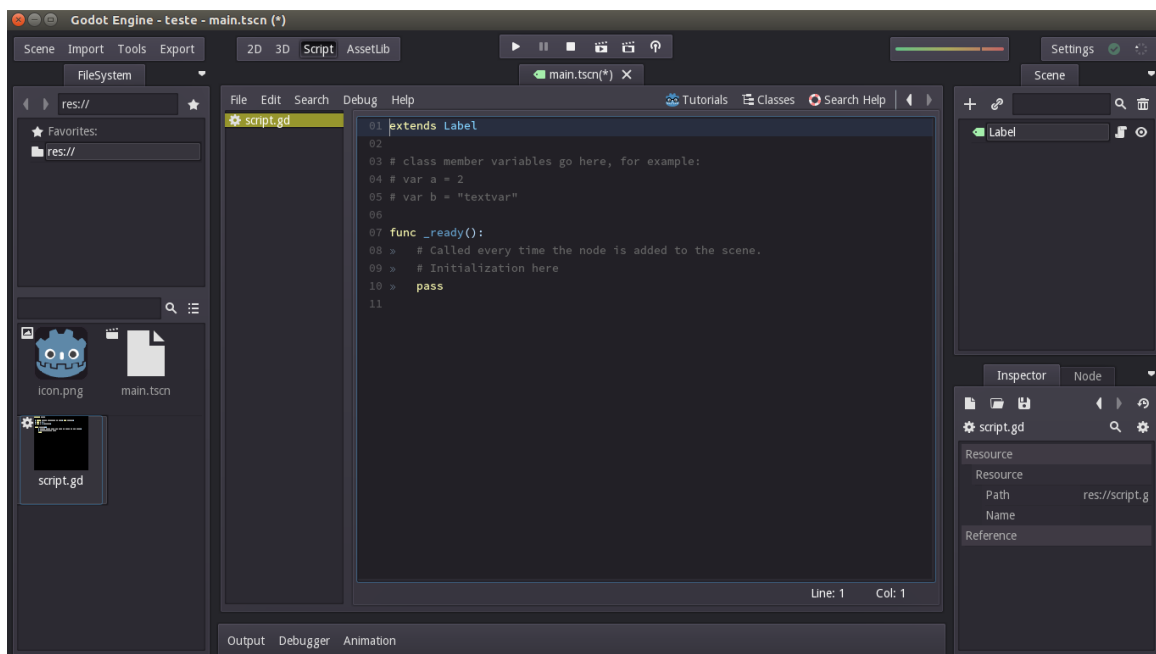 Godot Engine - teste - main.tscn (*)
Scene Import Tools Export 2D 3D Script AssetLib Settings
FileSystem
main.tscn(*)
Scene
res://
Favorites:
res://
icon.png main.tscn
script.gd
File Edit Search Debug Help Tutorials Classes Search Help
script.gd
01 extends Label
02
03 # class member variables go here, for example:
04 # var a = 2
05 # var b = "textvar"
06
07 func _ready():
08 » # Called every time the node is added to the scene.
09 » # Initialization here
10 » pass
11
Line: 1 Col: 1
Output Debugger Animation
Label
Inspector Node
script.gd
Resource
Resource
Path res://script.g
Name
Reference